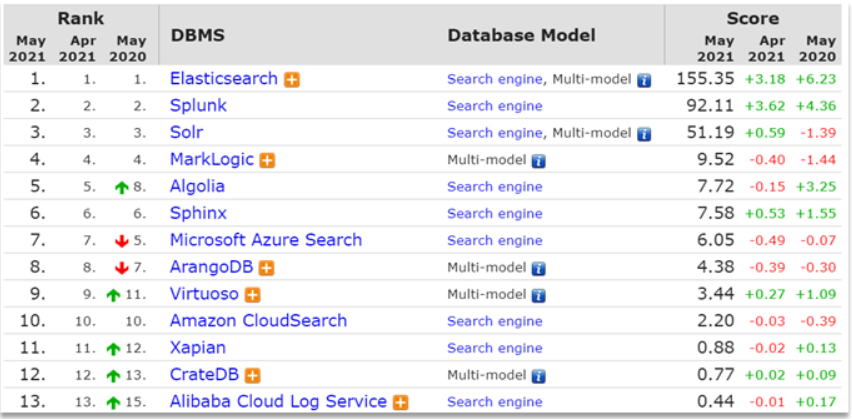 Rank DBMS Database Model Score
May 2021 Apr 2021 May 2020 May 2021 Apr 2021 May 2020
1. 1. 1. Elasticsearch Search engine, Multi-model 155.35 +3.18 +6.23
2. 2. 2. Splunk Search engine 92.11 +3.62 +4.36
3. 3. 3. Solr Search engine, Multi-model 51.19 +0.59 -1.39
4. 4. 4. MarkLogic Multi-model 9.52 -0.40 -1.44
5. 5. 8. Algolia Search engine 7.72 -0.15 +3.25
6. 6. 6. Sphinx Search engine 7.58 +0.53 +1.55
7. 7. 5. Microsoft Azure Search Search engine 6.05 -0.49 -0.07
8. 8. 7. ArangoDB Multi-model 4.38 -0.39 -0.30
9. 9. 11. Virtuoso Multi-model 3.44 +0.27 +1.09
10. 10. 10. Amazon CloudSearch Search engine 2.20 -0.03 -0.39
11. 11. 12. Xapian Search engine 0.88 -0.02 +0.13
12. 12. 13. CrateDB Multi-model 0.77 +0.02 +0.09
13. 13. 15. Alibaba Cloud Log Service Search engine 0.44 -0.01 +0.17